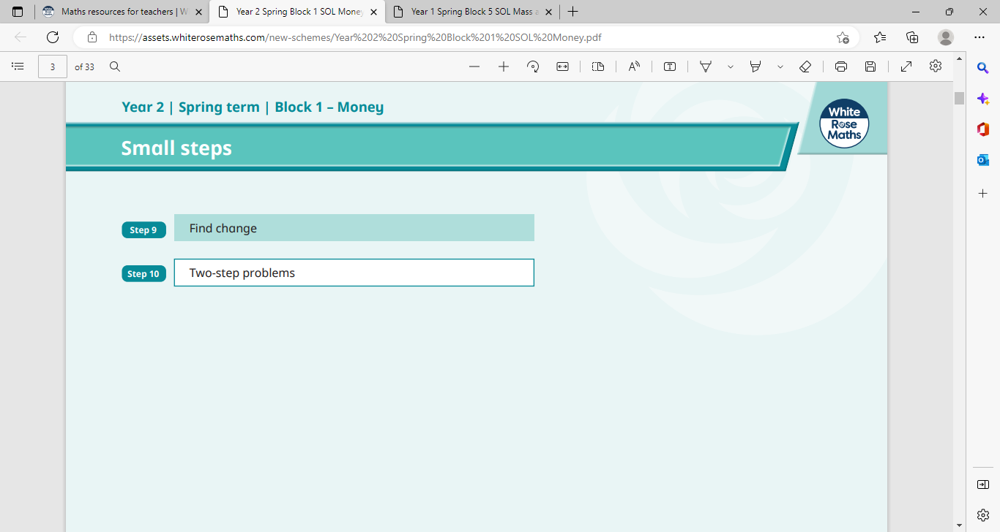 Maths resources for teachers | W
Year 2 Spring Block 1 SOL Money
Year 1 Spring Block 5 SOL Mass a
https://assets.whiterosemaths.com/new-schemes/Year%202%20Spring%20Block%201%20SOL%20Money.pdf
3 of 33
Year 2 | Spring term | Block 1 – Money
White
Rose
Maths
Small steps
Step 9 Find change
Step 10 Two-step problems